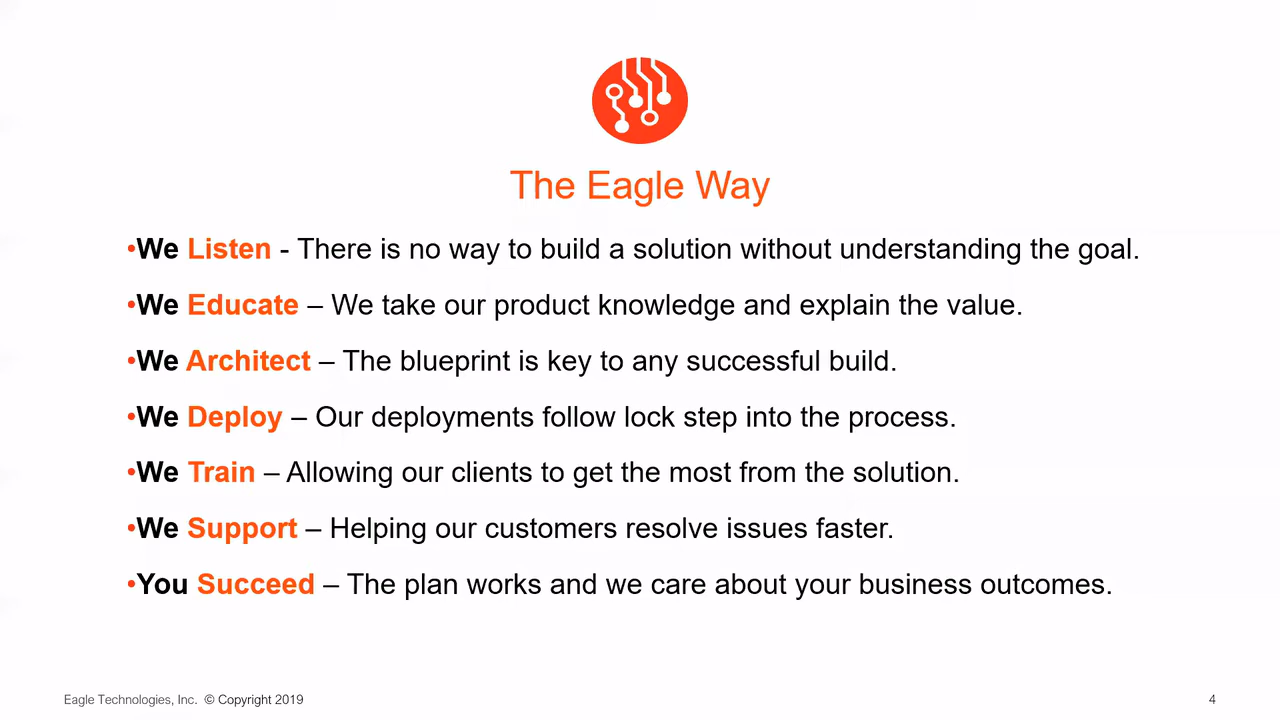 The Eagle Way
•We Listen - There is no way to build a solution without understanding the goal.
•We Educate – We take our product knowledge and explain the value.
•We Architect – The blueprint is key to any successful build.
•We Deploy – Our deployments follow lock step into the process.
•We Train – Allowing our clients to get the most from the solution.
•We Support – Helping our customers resolve issues faster.
•You Succeed – The plan works and we care about your business outcomes.
Eagle Technologies, Inc. © Copyright 2019
4